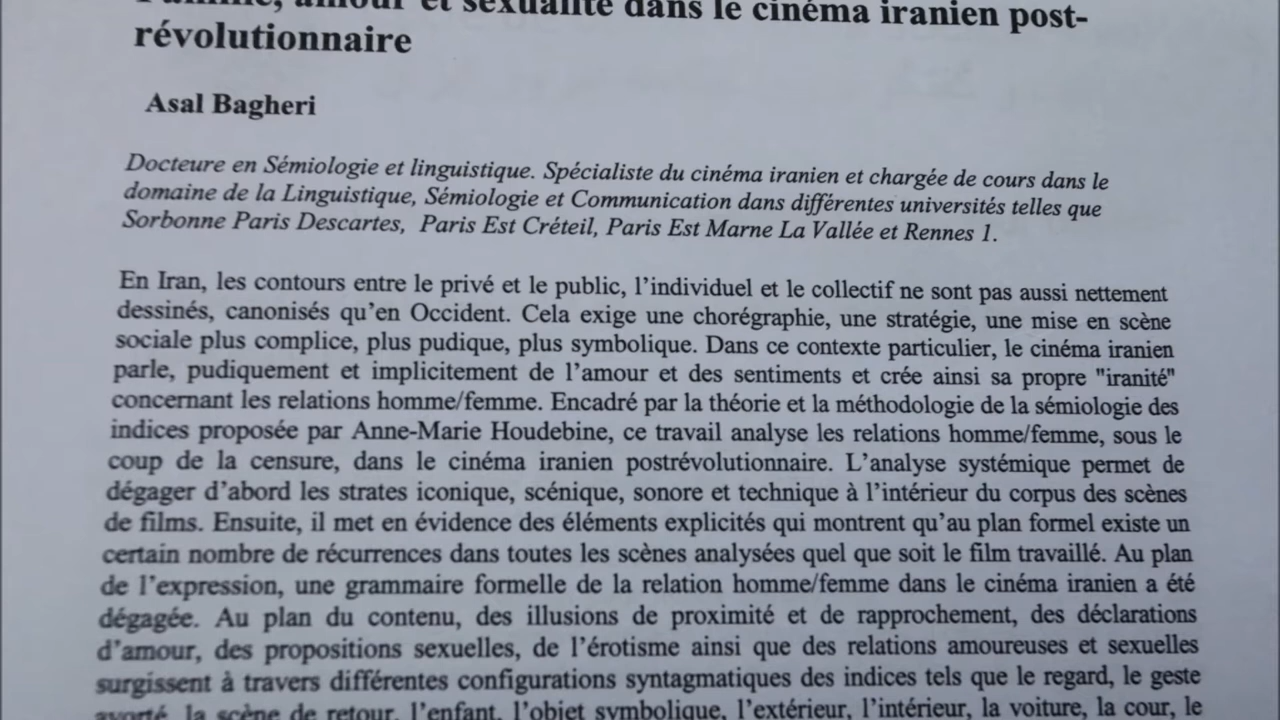 amour et sexualité dans le cinéma iranien post-
révolutionnaire
Asal Bagheri
Docteure en Sémiologie et linguistique. Spécialiste du cinéma iranien et chargée de cours dans le
domaine de la Linguistique, Sémiologie et Communication dans différentes universités telles que
Sorbonne Paris Descartes, Paris Est Créteil, Paris Est Marne La Vallée et Rennes 1.
En Iran, les contours entre le privé et le public, l’individuel et le collectif ne sont pas aussi nettement
dessinés, canonisés qu’en Occident. Cela exige une chorégraphie, une stratégie, une mise en scène
sociale plus complice, plus pudique, plus symbolique. Dans ce contexte particulier, le cinéma iranien
parle, pudiquement et implicitement de l’amour et des sentiments et crée ainsi sa propre "iranité"
concernant les relations homme/femme. Encadré par la théorie et la méthodologie de la sémiologie des
indices proposée par Anne-Marie Houdebine, ce travail analyse les relations homme/femme, sous le
coup de la censure, dans le cinéma iranien postrévolutionnaire. L’analyse systémique permet de
dégager d’abord les strates iconique, scénique, sonore et technique à l’intérieur du corpus des scènes
de films. Ensuite, il met en évidence des éléments explicités qui montrent qu’au plan formel existe un
certain nombre de récurrences dans toutes les scènes analysées quel que soit le film travaillé. Au plan
de l’expression, une grammaire formelle de la relation homme/femme dans le cinéma iranien a été
dégagée. Au plan du contenu, des illusions de proximité et de rapprochement, des déclarations
d’amour, des propositions sexuelles, de l’érotisme ainsi que des relations amoureuses et sexuelles
surgissent à travers différentes configurations syntagmatiques des indices tels que le regard, le geste
avorté, la scène de retour, l’enfant, l’objet symbolique, l’extérieur, l’intérieur, la voiture, la cour, le